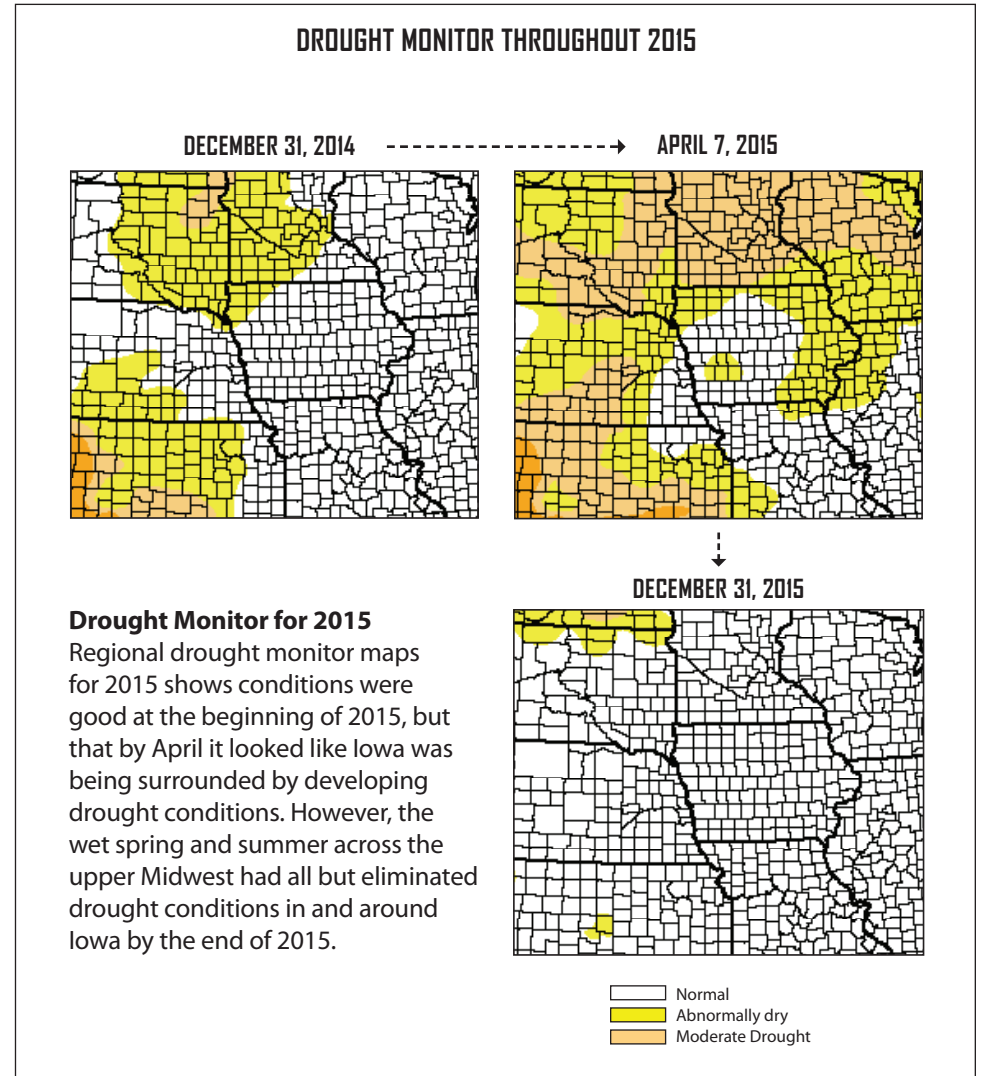 DROUGHT MONITOR THROUGHOUT 2015
DECEMBER 31, 2014
APRIL 7, 2015
DECEMBER 31, 2015
Drought Monitor for 2015
Regional drought monitor maps
for 2015 shows conditions were
good at the beginning of 2015, but
that by April it looked like Iowa was
being surrounded by developing
drought conditions. However, the
wet spring and summer across the
upper Midwest had all but eliminated
drought conditions in and around
Iowa by the end of 2015.
Normal
Abnormally dry
Moderate Drought